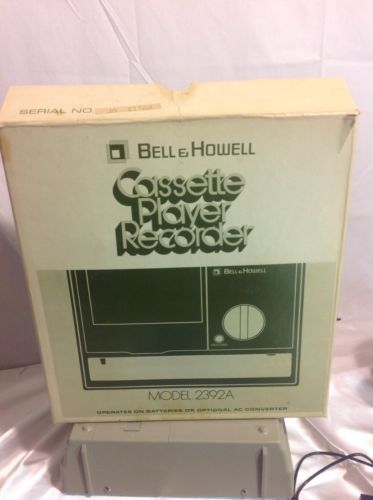 SERIAL NO.
BELL & HOWELL
Cassette
Player
Recorder
BELL & HOWELL
MODEL 2392A
OPERATES ON BATTERIES OR OPTIONAL AC CONVERTER